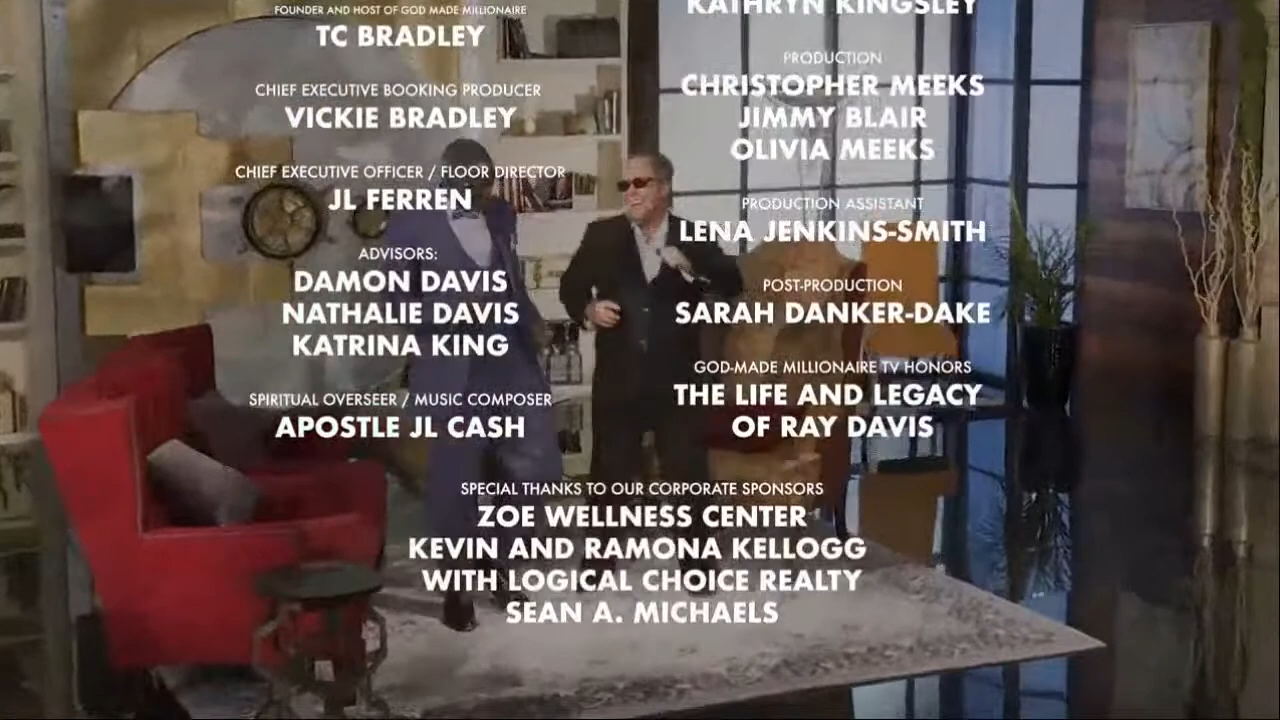 FOUNDER AND HOST OF GOD MADE MILLIONAIRE
TC BRADLEY
CHIEF EXECUTIVE BOOKING PRODUCER
VICKIE BRADLEY
CHIEF EXECUTIVE OFFICER / FLOOR DIRECTOR
JL FERREN
ADVISORS:
DAMON DAVIS
NATHALIE DAVIS
KATRINA KING
SPIRITUAL OVERSEER / MUSIC COMPOSER
APOSTLE JL CASH
KATHRYN KINGSLEY
PRODUCTION
CHRISTOPHER MEEKS
JIMMY BLAIR
OLIVIA MEEKS
PRODUCTION ASSISTANT
LENA JENKINS-SMITH
POST-PRODUCTION
SARAH DANKER-DAKE
GOD-MADE MILLIONAIRE TV HONORS
THE LIFE AND LEGACY
OF RAY DAVIS
SPECIAL THANKS TO OUR CORPORATE SPONSORS
ZOE WELLNESS CENTER
KEVIN AND RAMONA KELLOGG
WITH LOGICAL CHOICE REALTY
SEAN A. MICHAELS